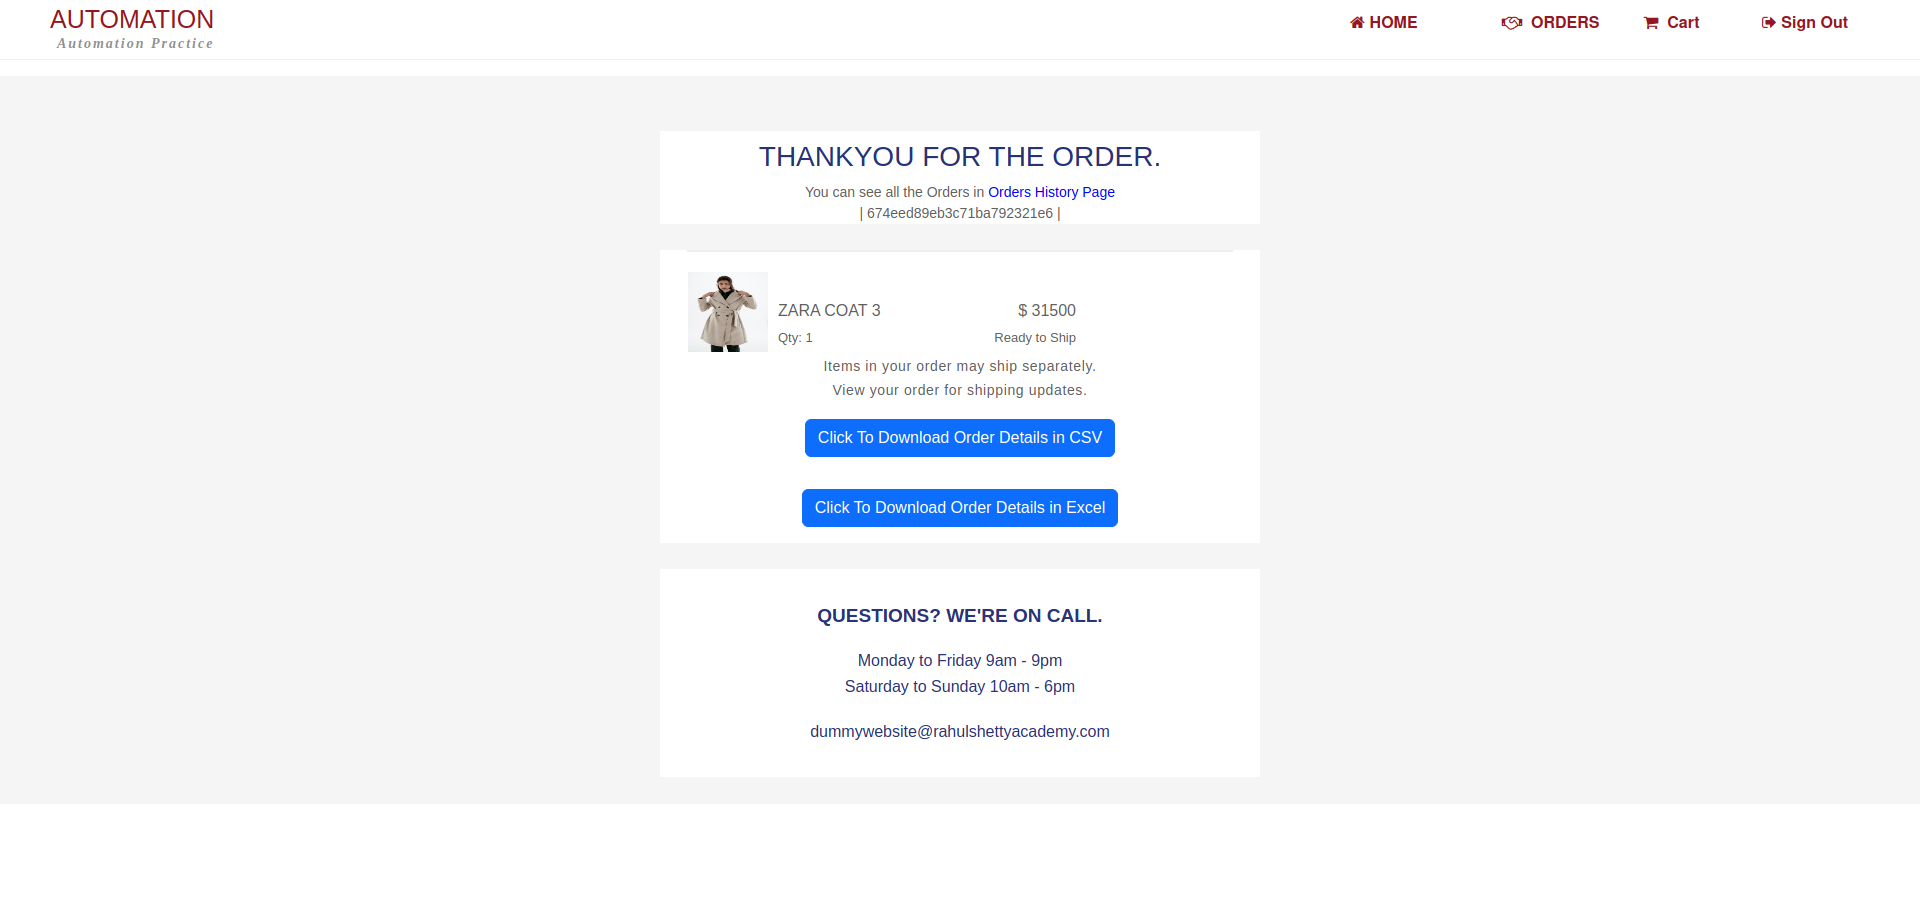 AUTOMATION
Automation Practice
HOME
ORDERS
Cart
Sign Out
THANKYOU FOR THE ORDER.
You can see all the Orders in Orders History Page
| 674eed89eb3c71ba792321e6 |
ZARA COAT 3
$ 31500
Qty: 1
Ready to Ship
Items in your order may ship separately.
View your order for shipping updates.
Click To Download Order Details in CSV
Click To Download Order Details in Excel
QUESTIONS? WE'RE ON CALL.
Monday to Friday 9am - 9pm
Saturday to Sunday 10am - 6pm
dummywebsite@rahulshettyacademy.com